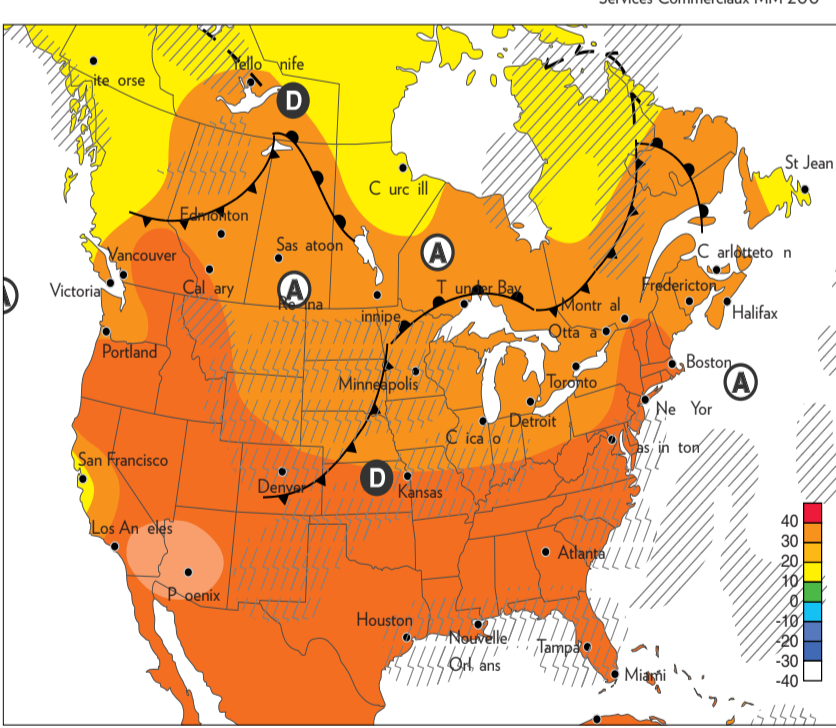 Services Commerciaux MM 200
ello nife
ite orse
D
St Jean
C urc ill
Edmonton
Sas atoon
A
C arlotteto n
Vancouver
Cal ary
A
T under Bay
Fredericton
Victoria
Re ina
innipe
Montr al
Halifax
A
Otta a
Portland
Minneapolis
Toronto
Boston
A
Detroit
Ne Yor
C ica o
as in ton
San Francisco
Denver
D
Kansas
Los An eles
Atlanta
P oenix
Houston
Nouvelle
Orl ans
Tampa
Miami
40
30
20
10
0
-10
-20
-30
-40